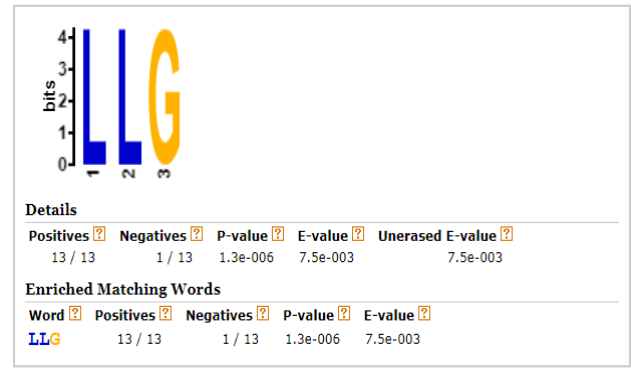 4
3
2
1
0
bits
LLG
1 2 3
Details
Positives ? Negatives ? P-value ? E-value ? Unerased E-value ?
13 / 13 1 / 13 1.3e-006 7.5e-003 7.5e-003
Enriched Matching Words
Word ? Positives ? Negatives ? P-value ? E-value ?
LLG 13 / 13 1 / 13 1.3e-006 7.5e-003